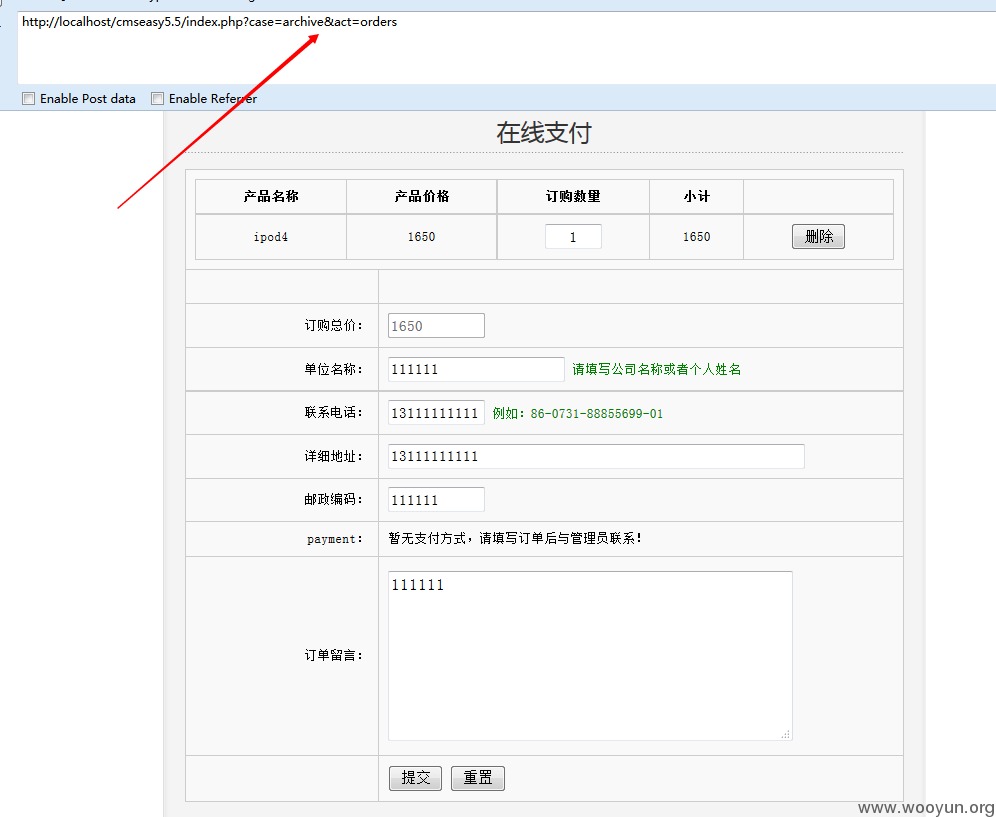 http://localhost/cmseasy5.5/index.php?case=archive&act=orders
Enable Post data Enable Referrer
在线支付
产品名称 产品价格 订购数量 小计
ipod4 1650 1 1650 删除
订购总价： 1650
单位名称： 111111 请填写公司名称或者个人姓名
联系电话： 13111111111 例如：86-0731-88855699-01
详细地址： 13111111111
邮政编码： 111111
payment： 暂无支付方式，请填写订单后与管理员联系！
订单留言： 111111
提交 重置
www.wooyun.org